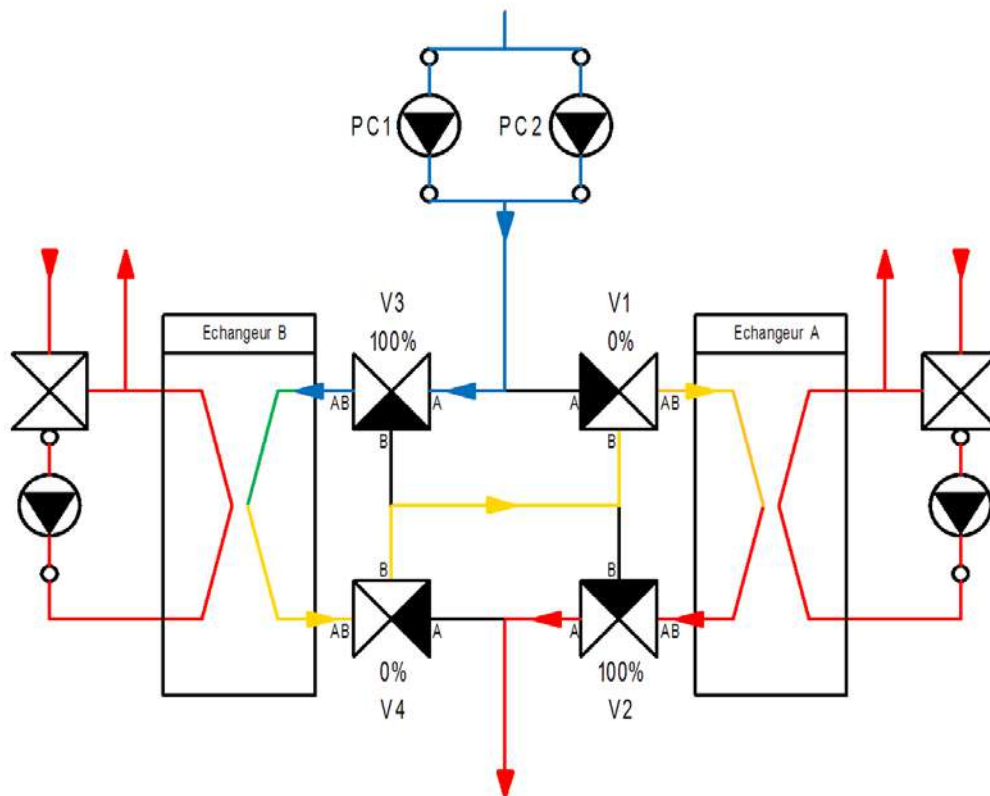 PC1
PC2
V3
V1
Echangeur B
100%
0%
Echangeur A
AB
A
A
AB
B
B
B
B
AB
A
A
AB
0%
100%
V4
V2